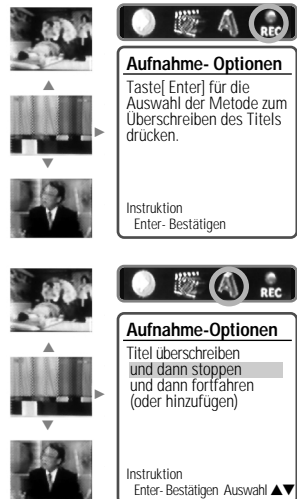 REC
Aufnahme- Optionen
Taste[ Enter] für die
Auswahl der Metode zum
Überschreiben des Titels
drücken.
Instruktion
Enter- Bestätigen
REC
Aufnahme-Optionen
Titel überschreiben
und dann stoppen
und dann fortfahren
(oder hinzufügen)
Instruktion
Enter- Bestätigen Auswahl ▲▼